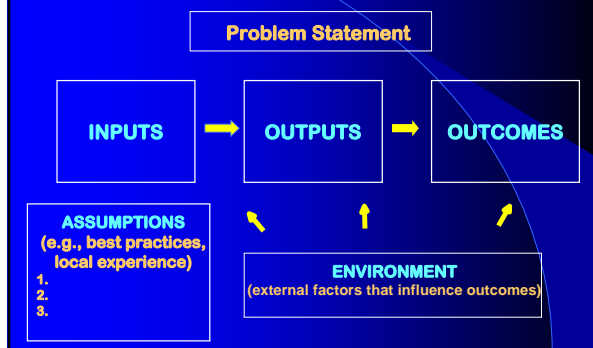 Problem Statement
INPUTS
OUTPUTS
OUTCOMES
ASSUMPTIONS
(e.g., best practices,
local experience)
1.
2.
3.
ENVIRONMENT
(external factors that influence outcomes)